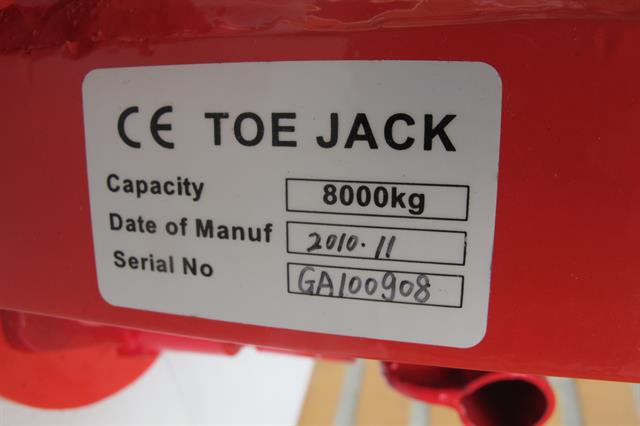 CE TOE JACK
Capacity 8000kg
Date of Manuf 2010.11
Serial No GA100908